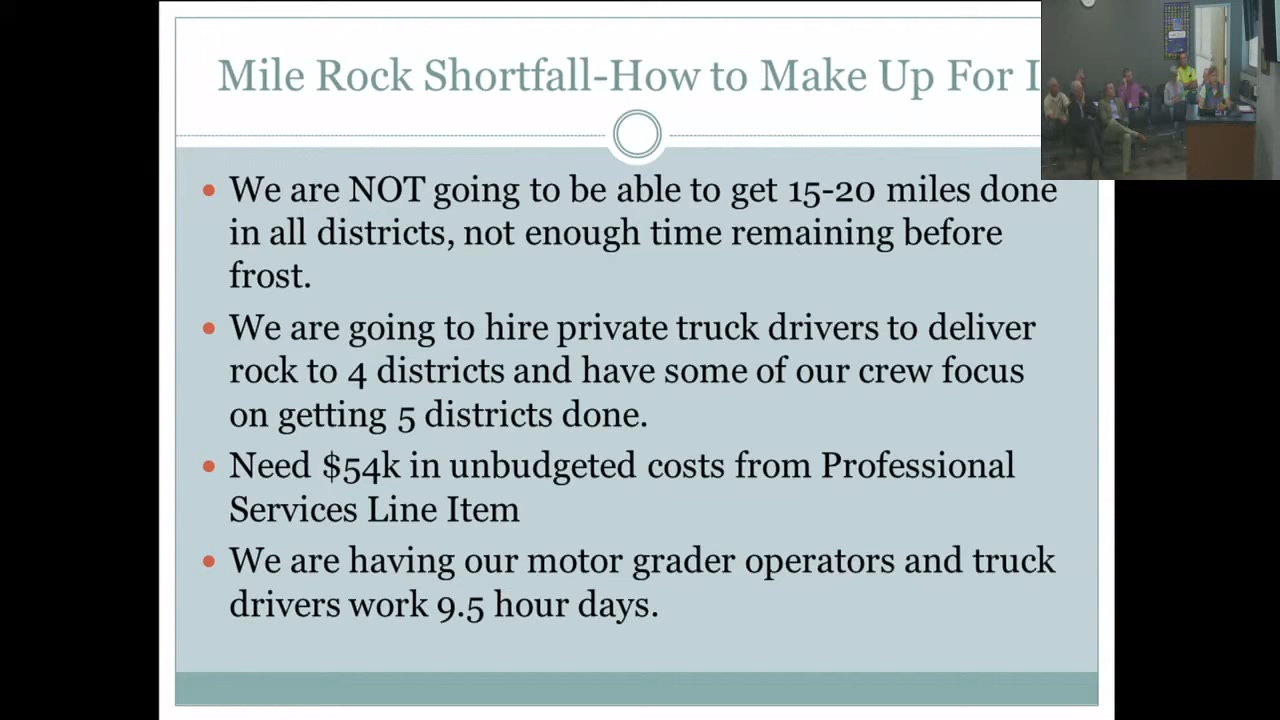 Mile Rock Shortfall-How to Make Up For
We are NOT going to be able to get 15-20 miles done
in all districts, not enough time remaining before
frost.
We are going to hire private truck drivers to deliver
rock to 4 districts and have some of our crew focus
on getting 5 districts done.
Need $54k in unbudgeted costs from Professional
Services Line Item
We are having our motor grader operators and truck
drivers work 9.5 hour days.